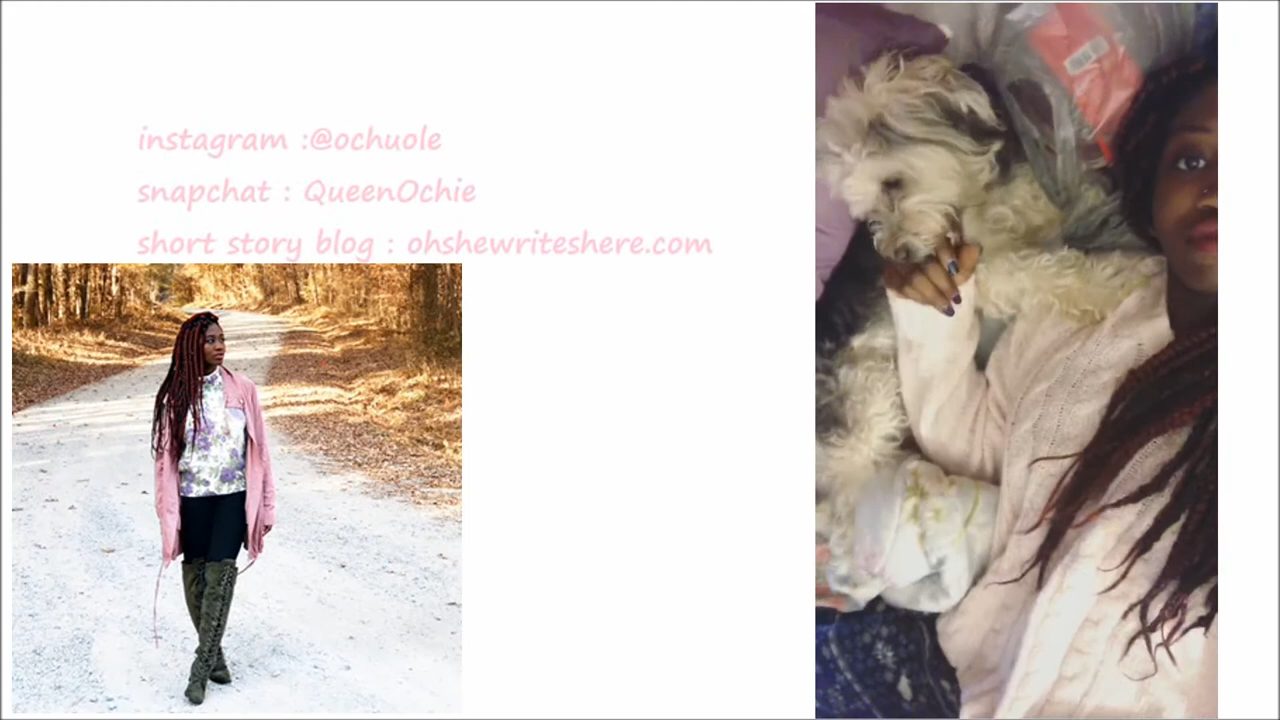 instagram :@ochuole
snapchat : QueenOchie
short story blog : ohshewriteshere.com